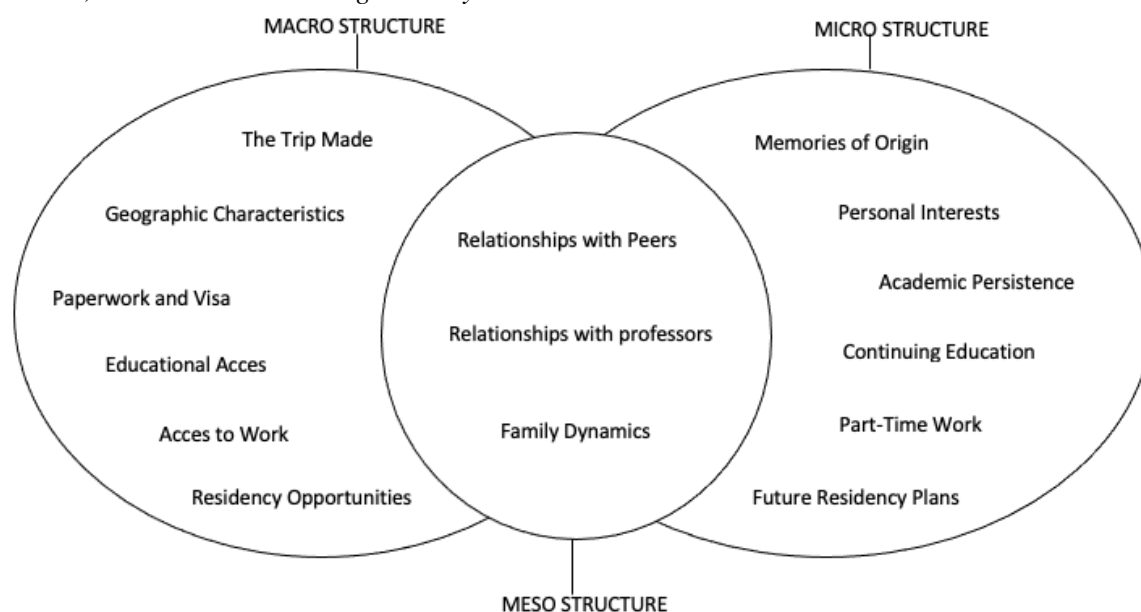 MACRO STRUCTURE
MICRO STRUCTURE
The Trip Made
Geographic Characteristics
Paperwork and Visa
Educational Acces
Acces to Work
Residency Opportunities
Relationships with Peers
Relationships with professors
Family Dynamics
Memories of Origin
Personal Interests
Academic Persistence
Continuing Education
Part-Time Work
Future Residency Plans
MESO STRUCTURE